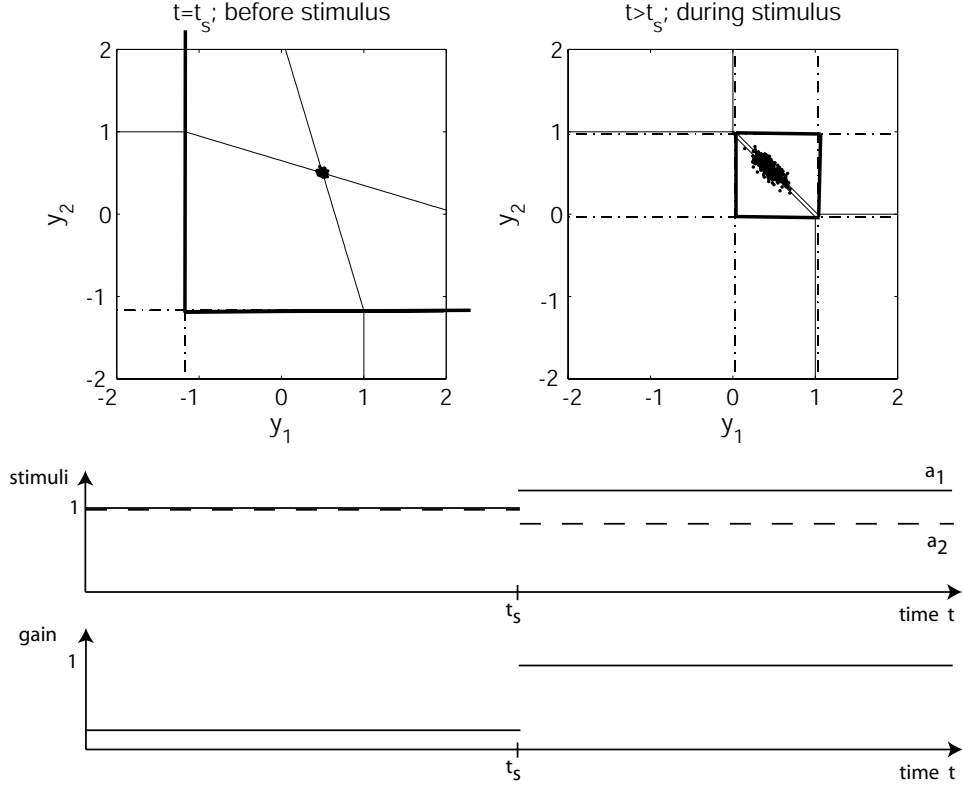 t=t_s; before stimulus
t>t_s; during stimulus
2
1
0
-1
-2
y_2
-2
-1
0
1
2
y_1
2
1
0
-1
-2
y_2
-2
-1
0
1
2
y_1
stimuli
1
a_1
a_2
t_s
time t
gain
1
t_s
time t